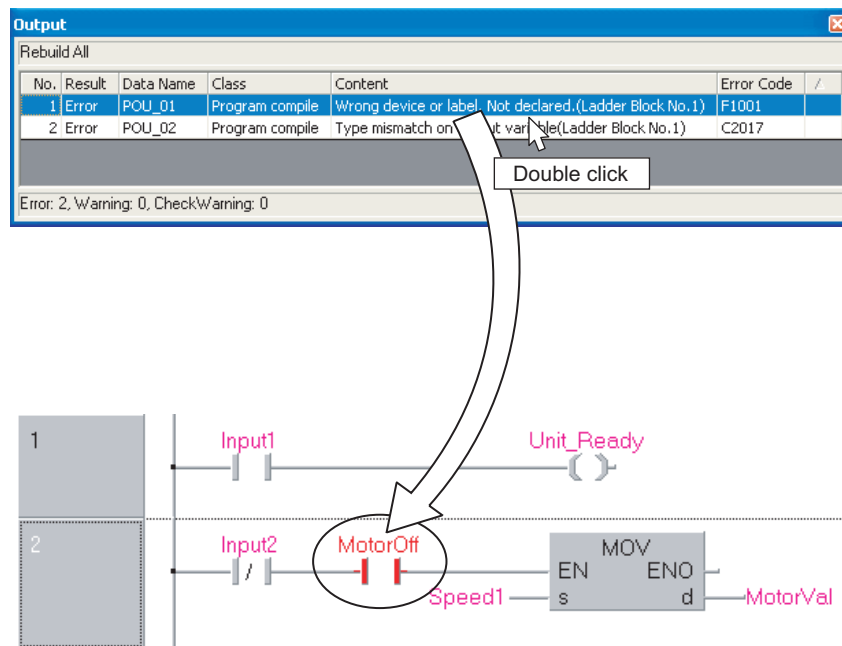 Output
Rebuild All
No. Result Data Name Class Content Error Code
1 Error POU_01 Program compile Wrong device or label. Not declared.(Ladder Block No.1) F1001
2 Error POU_02 Program compile Type mismatch on (Ladder Block No.1) C2017
Double click
Error: 2, Warning: 0, CheckWarning: 0
1 Input1 Unit_Ready
2 Input2 MotorOff MOV
EN ENO
Speed1 s d MotorVal